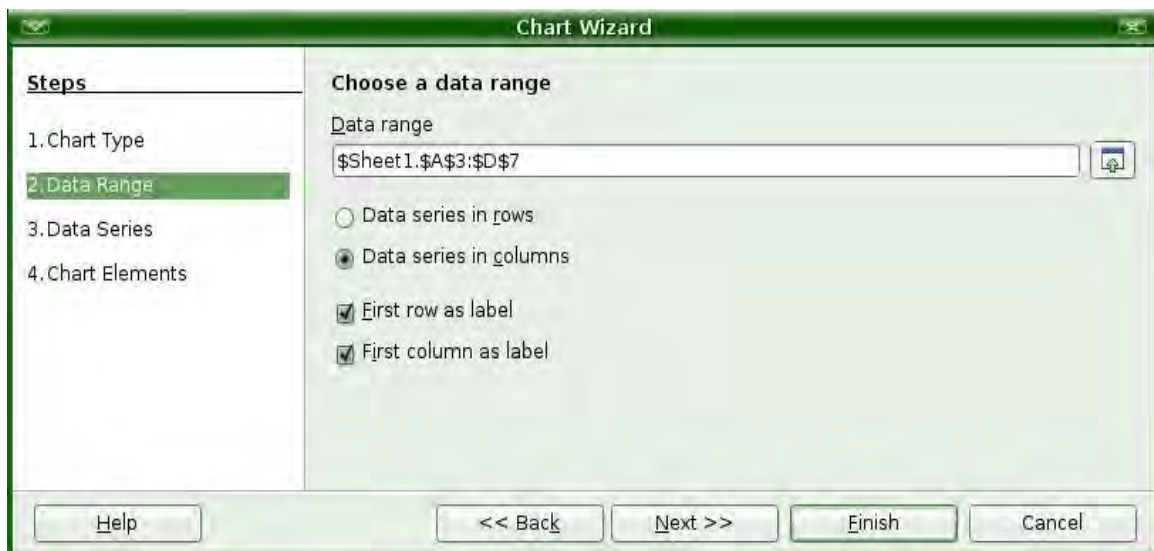 Chart Wizard
Steps
1.Chart Type
2.Data Range
3.Data Series
4.Chart Elements
Choose a data range
Data range
$Sheet1.$A$3:$D$7
Data series in rows
Data series in columns
First row as label
First column as label
Help
<< Back
Next >>
Finish
Cancel